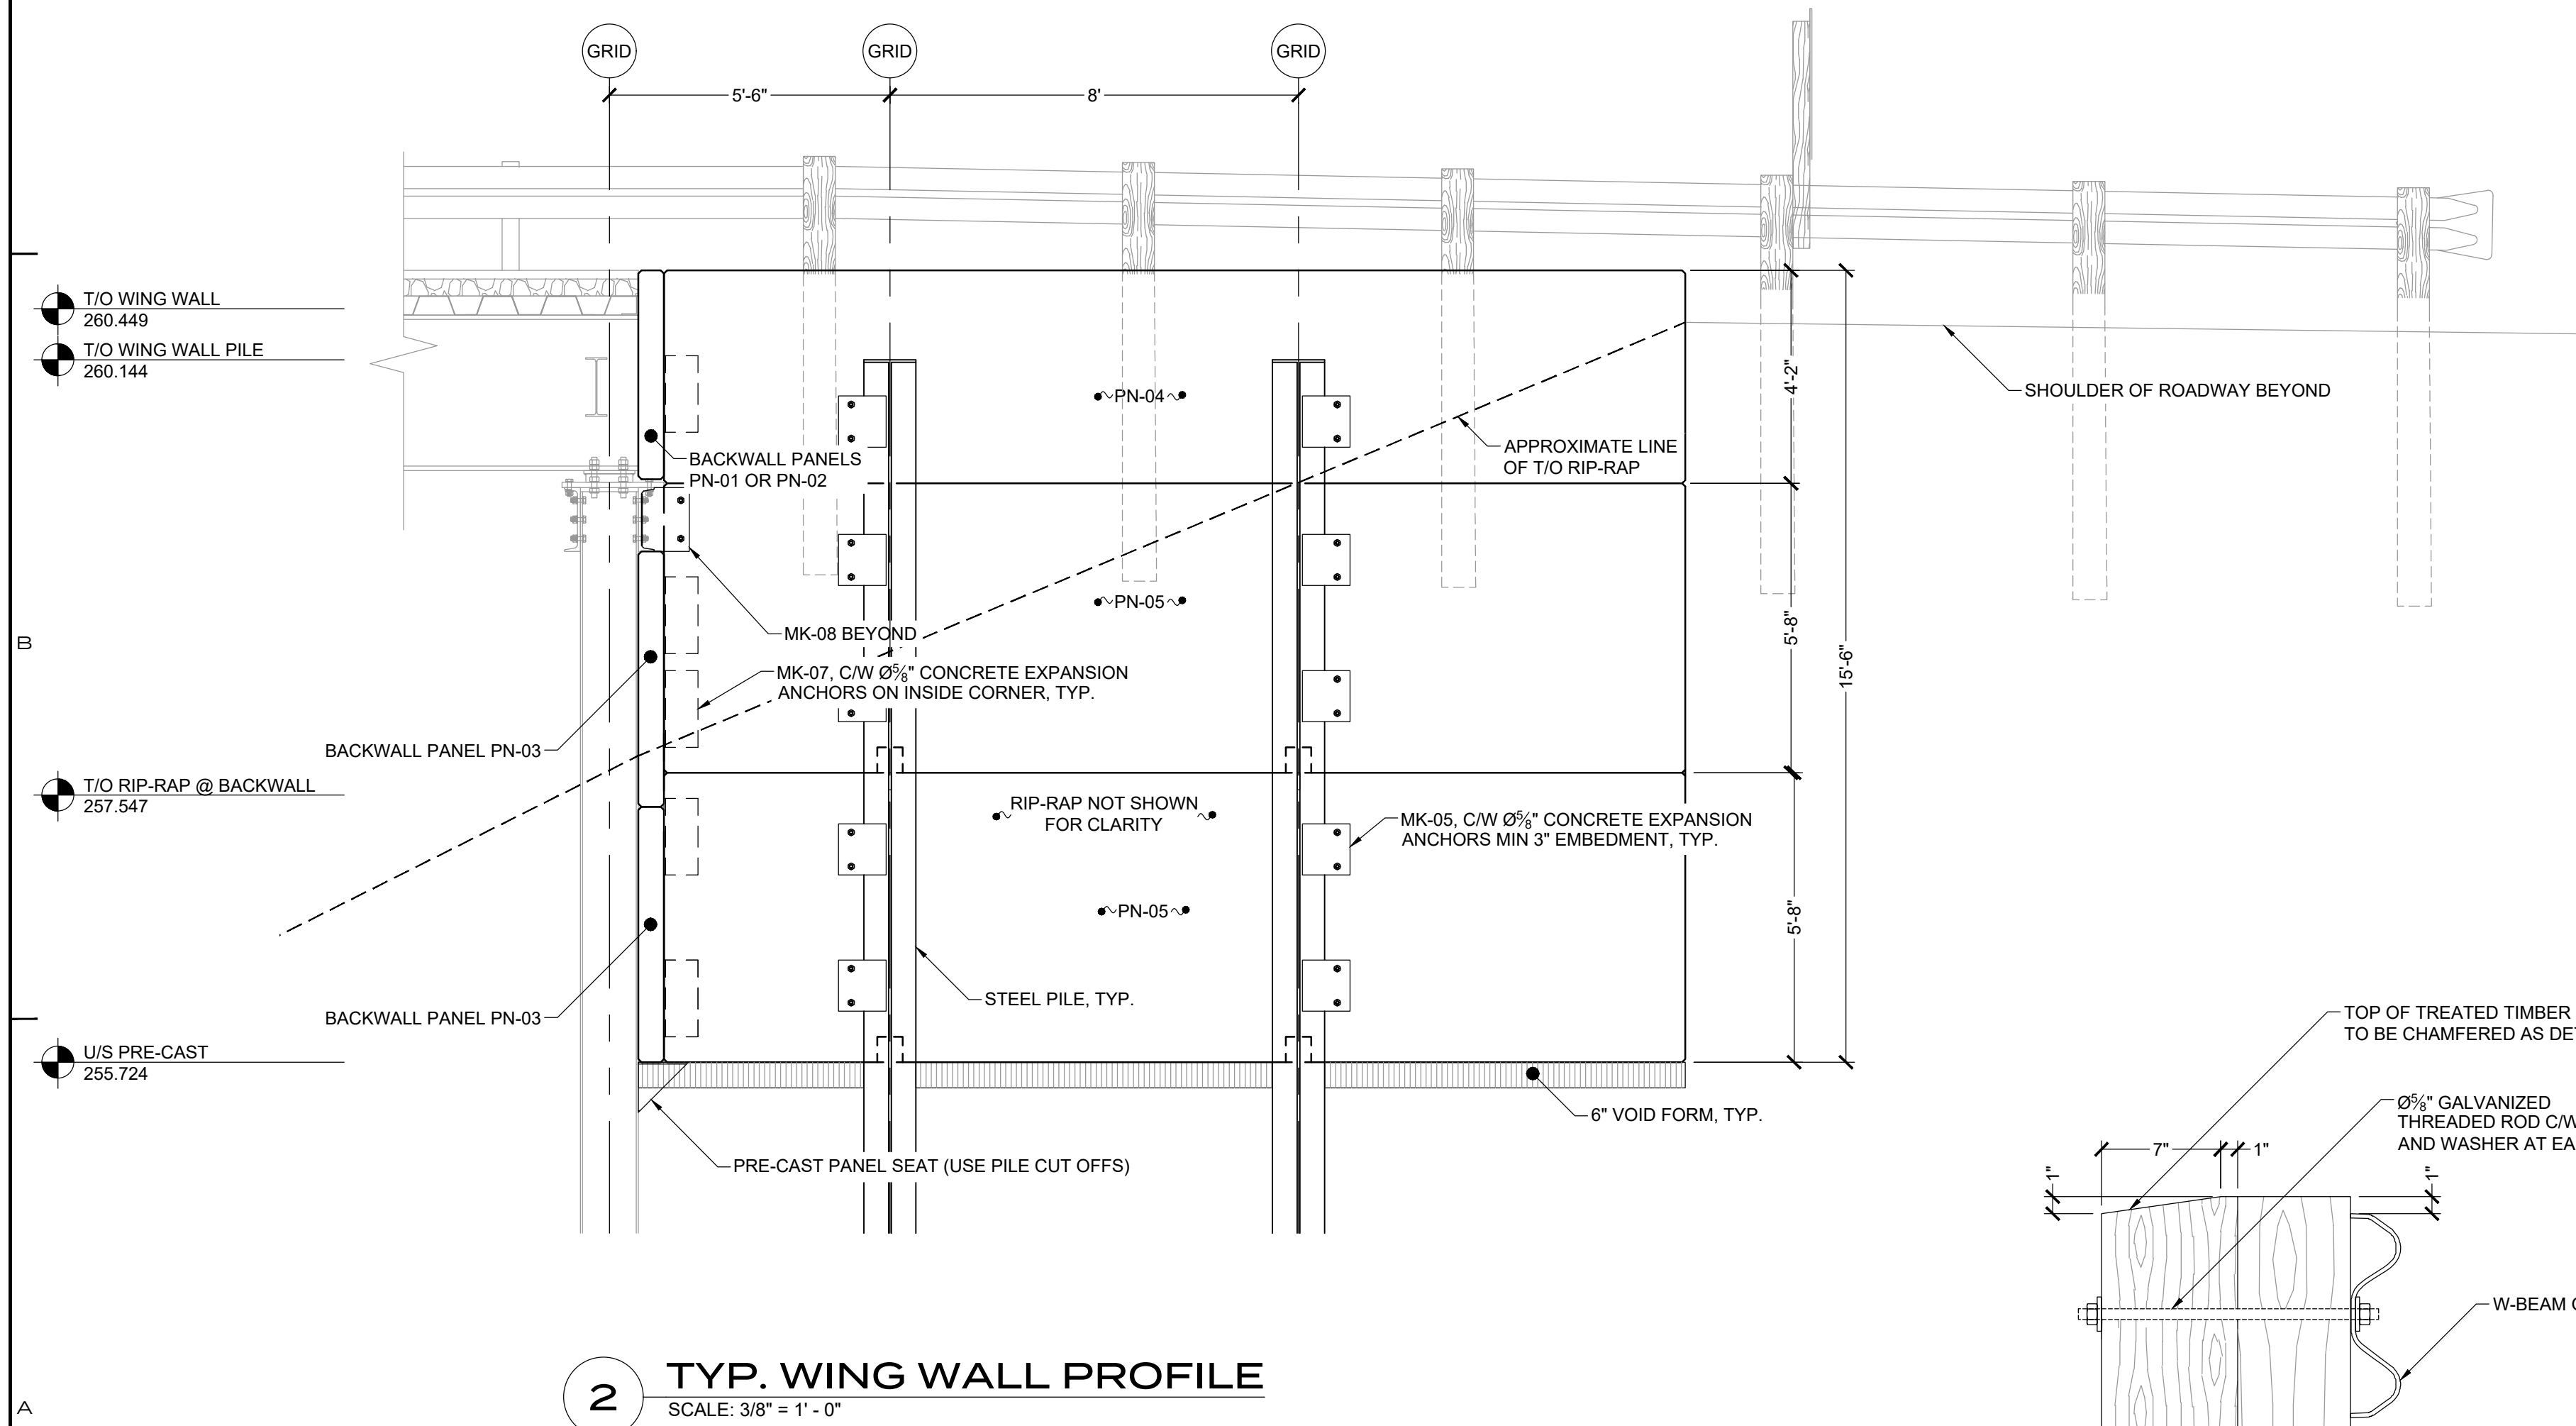 GRID
GRID
GRID
5'-6"
8'
T/O WING WALL
260.449
T/O WING WALL PILE
260.144
4'-2"
SHOULDER OF ROADWAY BEYOND
PN-04
APPROXIMATE LINE
OF T/O RIP-RAP
BACKWALL PANELS
PN-01 OR PN-02
PN-05
MK-08 BEYOND
5'-8"
15'-6"
B
MK-07, C/W Ø⅝" CONCRETE EXPANSION
ANCHORS ON INSIDE CORNER, TYP.
BACKWALL PANEL PN-03
T/O RIP-RAP @ BACKWALL
257.547
RIP-RAP NOT SHOWN
FOR CLARITY
MK-05, C/W Ø⅝" CONCRETE EXPANSION
ANCHORS MIN 3" EMBEDMENT, TYP.
PN-05
5'-8"
STEEL PILE, TYP.
BACKWALL PANEL PN-03
U/S PRE-CAST
255.724
6" VOID FORM, TYP.
PRE-CAST PANEL SEAT (USE PILE CUT OFFS)
TOP OF TREATED TIMBER
TO BE CHAMFERED AS
Ø⅝" GALVANIZED
THREADED ROD C/W
AND WASHER AT
7"
1"
1"
1"
W-BEAM
2
TYP. WING WALL PROFILE
SCALE: 3/8" = 1' - 0"
A